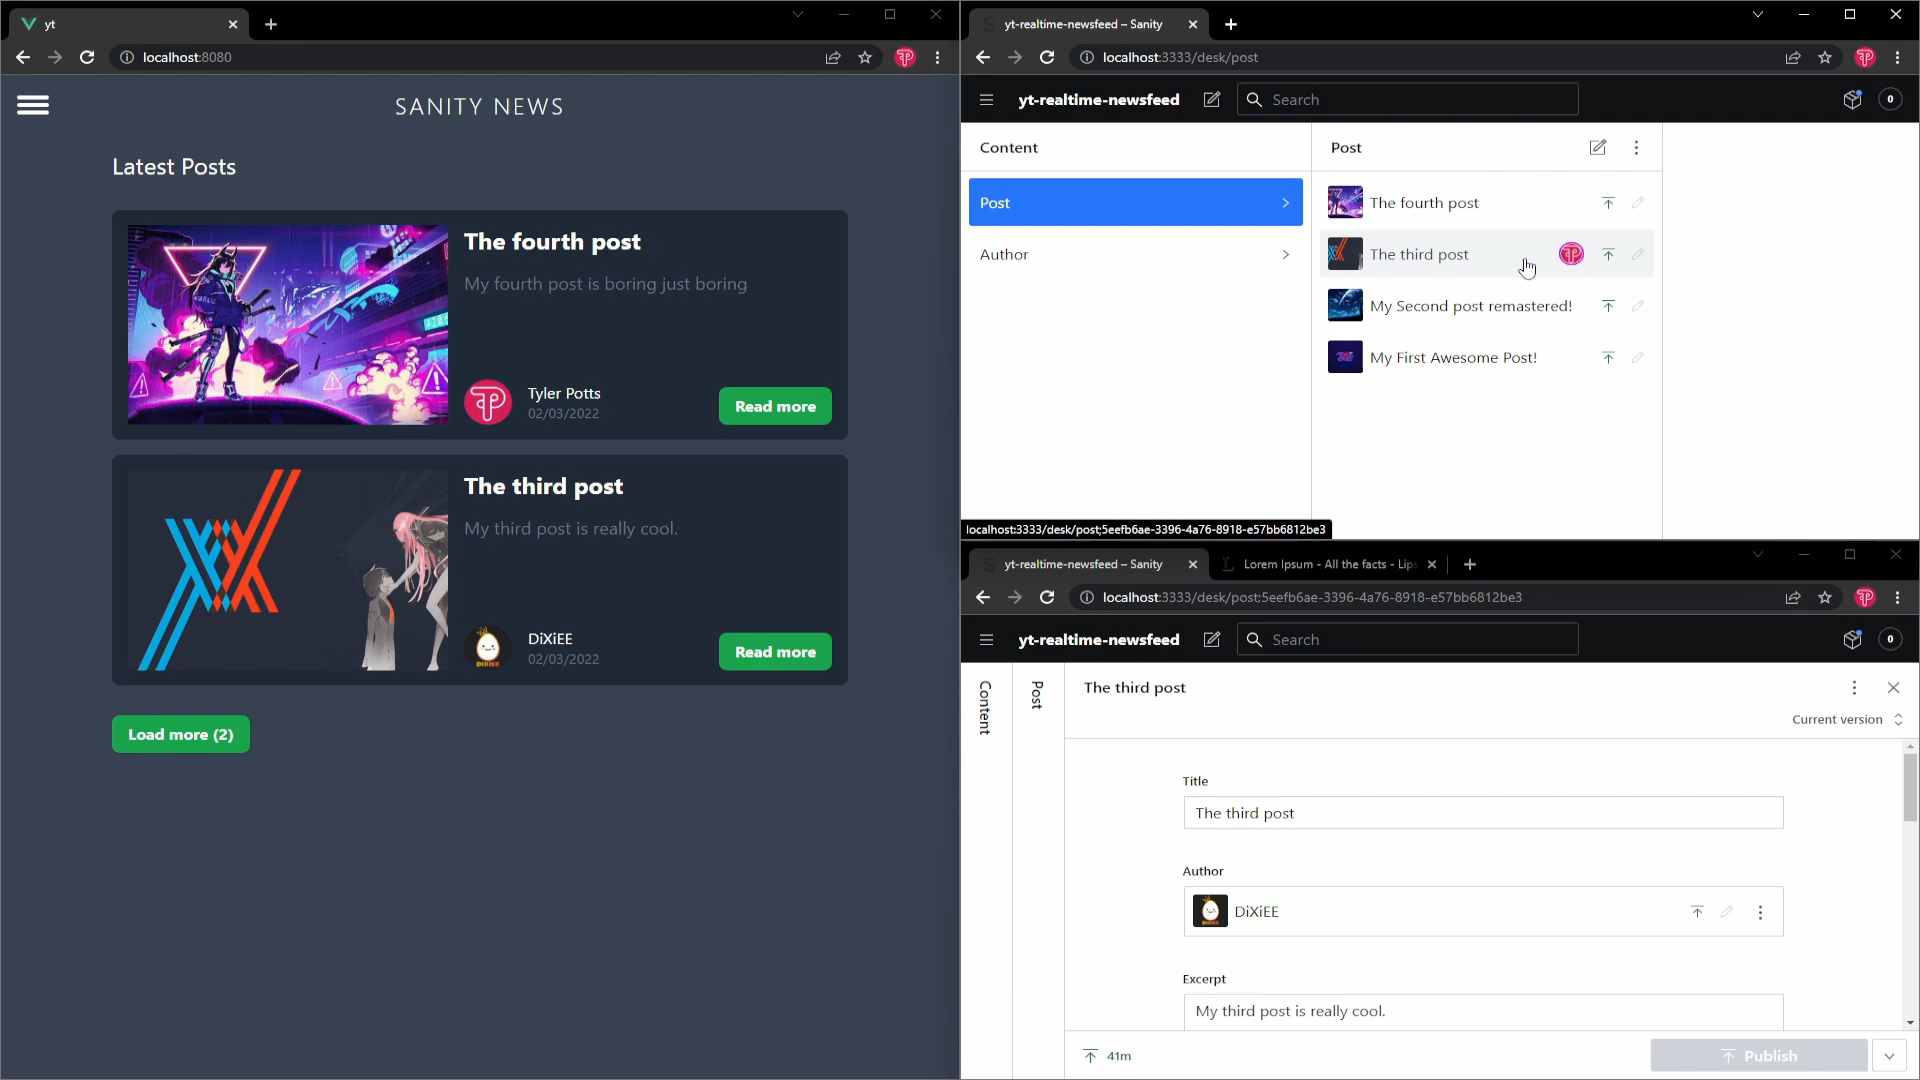 yt
localhost:8080
SANITY NEWS
Latest Posts
The fourth post
My fourth post is boring just boring
Tyler Potts
02/03/2022
Read more
The third post
My third post is really cool.
DiXiEE
02/03/2022
Read more
Load more (2)
yt-realtime-newsfeed – Sanity
localhost:3333/desk/post
yt-realtime-newsfeed
Search
0
Content
Post
Author
Post
The fourth post
The third post
My Second post remastered!
My First Awesome Post!
localhost:3333/desk/post;5eefb6ae-3396-4a76-8918-e57bb6812be3
yt-realtime-newsfeed – Sanity
Lorem Ipsum - All the facts - Lips
localhost:3333/desk/post;5eefb6ae-3396-4a76-8918-e57bb6812be3
yt-realtime-newsfeed
Search
0
Content
Post
The third post
Current version
Title
The third post
Author
DiXiEE
Excerpt
My third post is really cool.
41m
Publish